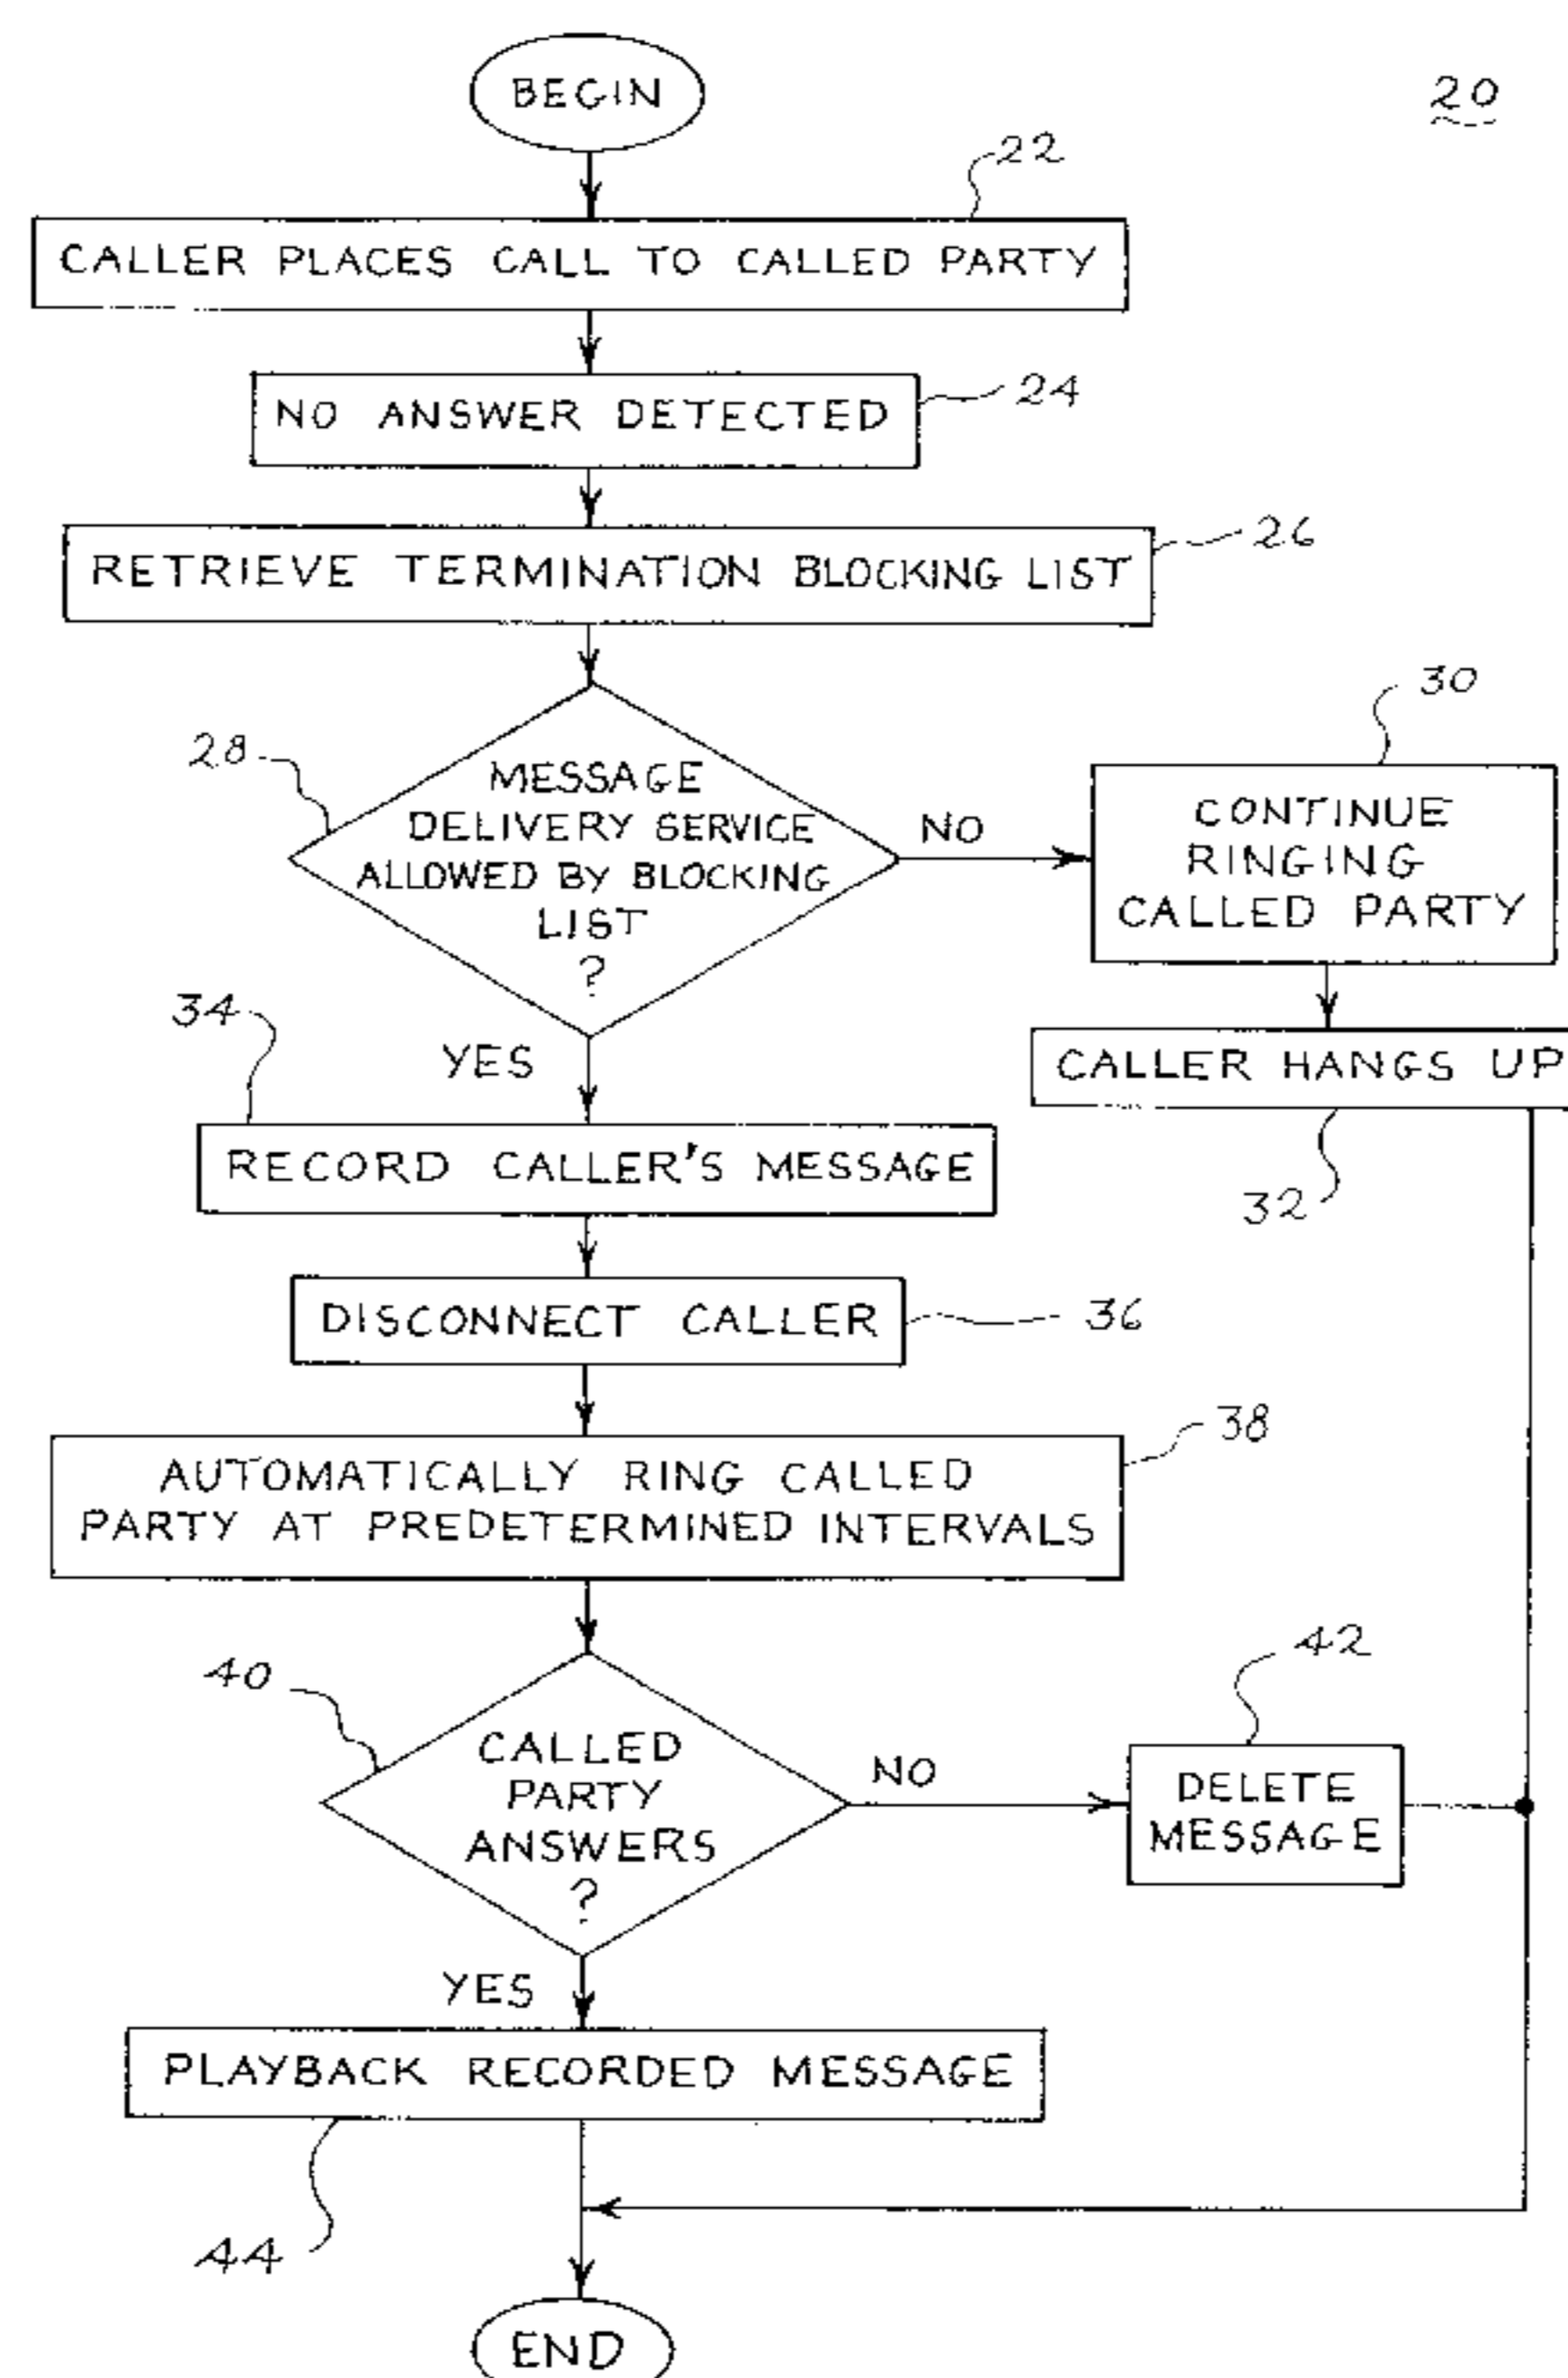 BEGIN
20
22
CALLER PLACES CALL TO CALLED PARTY
24
NO ANSWER DETECTED
26
RETRIEVE TERMINATION BLOCKING LIST
28
MESSAGE
DELIVERY SERVICE
ALLOWED BY BLOCKING
LIST
?
NO
30
CONTINUE
RINGING
CALLED PARTY
YES
CALLER HANGS UP
32
34
RECORD CALLER'S MESSAGE
DISCONNECT CALLER
36
38
AUTOMATICALLY RING CALLED
PARTY AT PREDETERMINED INTERVALS
40
CALLED
PARTY
ANSWERS
?
NO
42
DELETE
MESSAGE
YES
PLAYBACK RECORDED MESSAGE
44
END